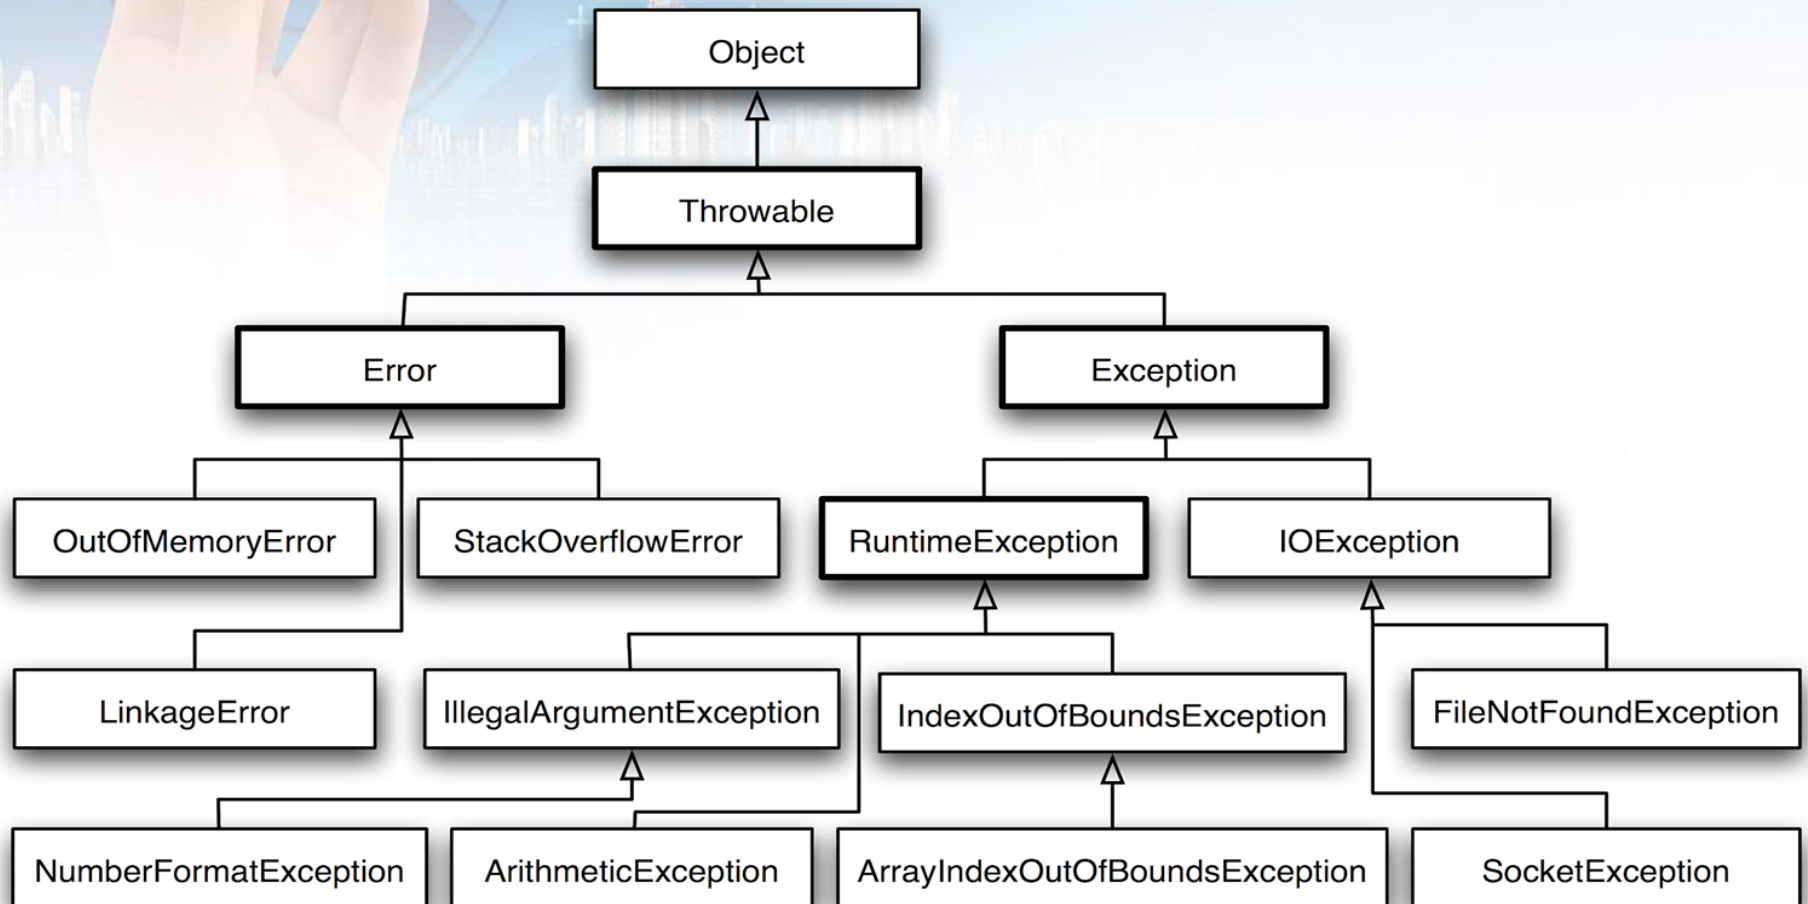 Object
Throwable
Error
Exception
OutOfMemoryError
StackOverflowError
RuntimeException
IOException
LinkageError
IllegalArgumentException
IndexOutOfBoundsException
FileNotFoundException
NumberFormatException
ArithmeticException
ArrayIndexOutOfBoundsException
SocketException